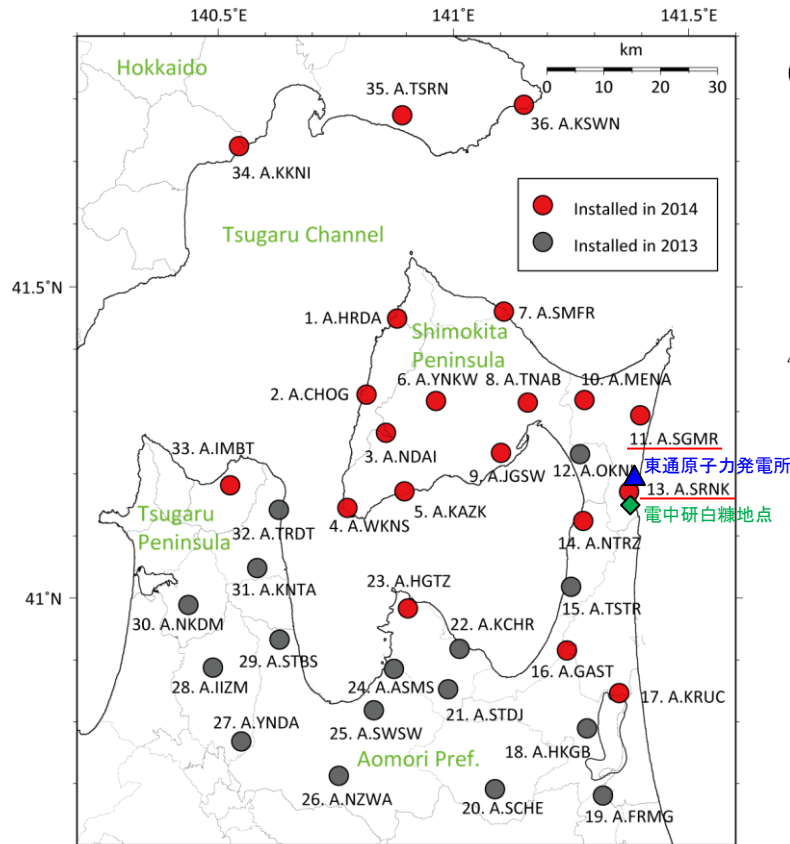 140.5˚E
141˚E
141.5˚E
km
0
10
20
30
Hokkaido
35. A.TSRN
36. A.KSWN
34. A.KKNI
Installed in 2014
Installed in 2013
Tsugaru Channel
41.5˚N
1. A.HRDA
7. A.SMFR
Shimokita
Peninsula
6. A.YNKW
8. A.TNAB
10. A.MENA
2. A.CHOG
11. A.SGMR
3. A.NDAI
33. A.IMBT
9. A.JGSW
12. A.OKN
東通原子力発電所
13. A.SRNK
5. A.KAZK
4. A.WKNS
電中研白糠地点
Tsugaru
Peninsula
32. A.TRDT
14. A.NTRZ
31. A.KNTA
23. A.HGTZ
41˚N
15. A.TSTR
30. A.NKDM
22. A.KCHR
29. A.STBS
16. A.GAST
28. A.IIZM
24. A.ASMS
17. A.KRUC
21. A.STDJ
27. A.YNDA
25. A.SWSW
18. A.HKGB
Aomori Pref.
26. A.NZWA
20. A.SCHE
19. A.FRMG